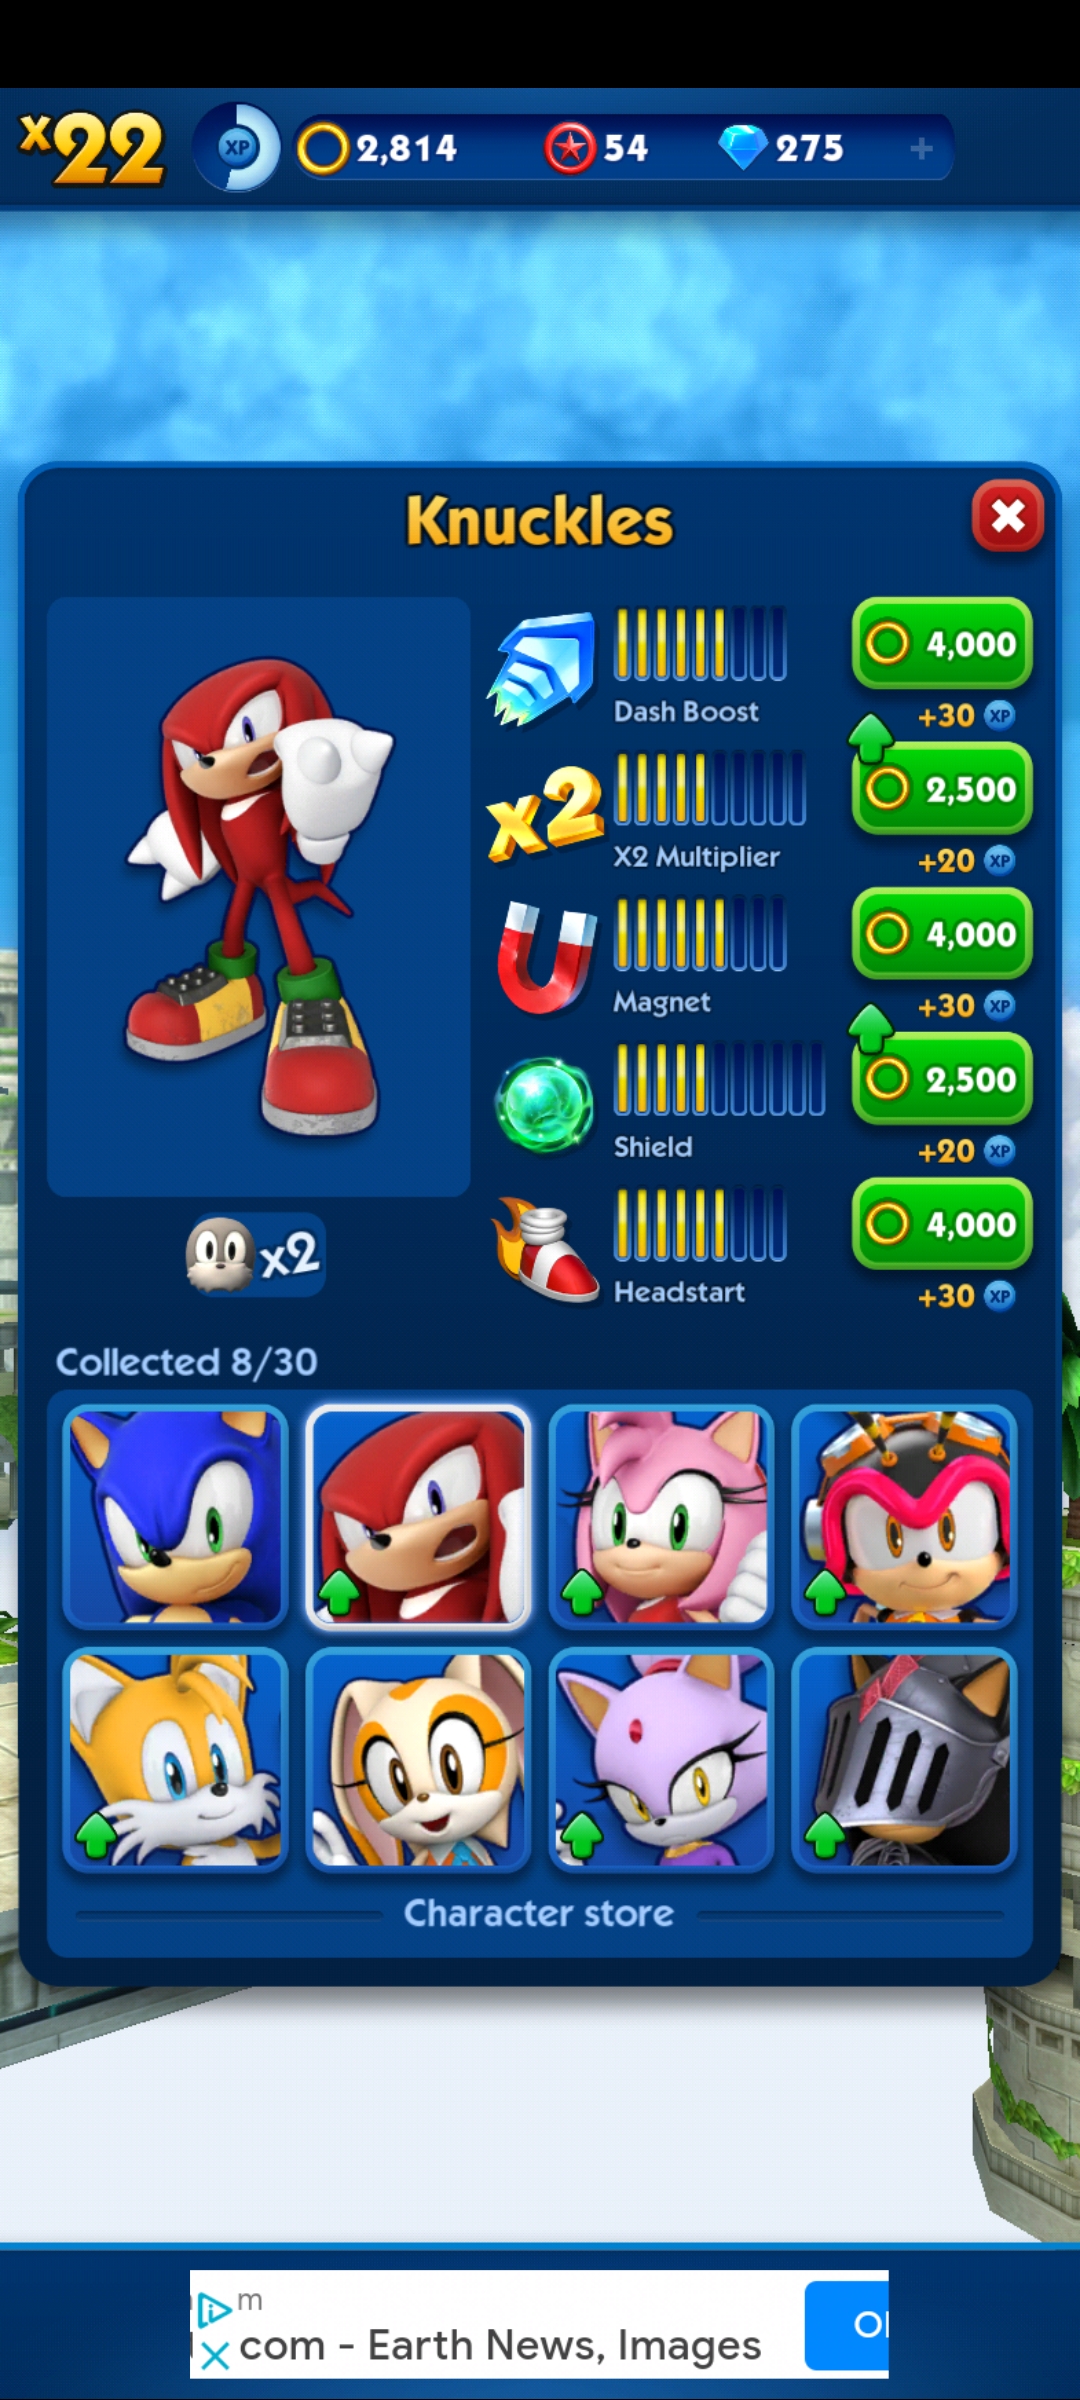 x22 XP 2,814 54 275 +
Knuckles
4,000
Dash Boost
+30 XP
x2
2,500
X2 Multiplier
+20 XP
4,000
Magnet
+30 XP
2,500
Shield
+20 XP
4,000
x2
Headstart
+30 XP
Collected 8/30
Character store
m
com - Earth News, Images